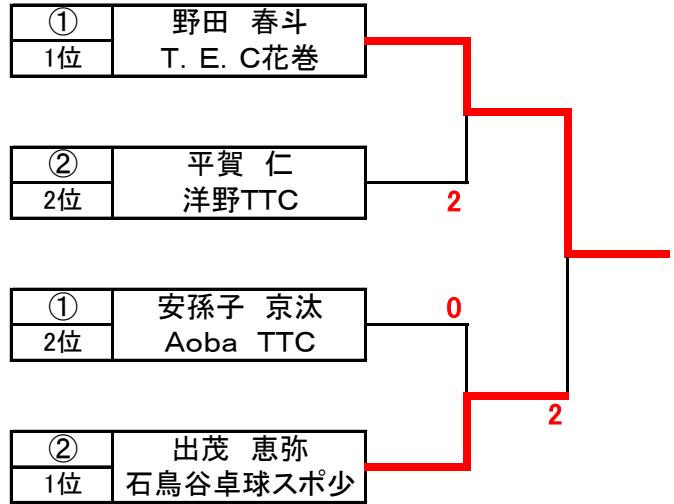 ① 野田 春斗
1位 T.E.C花巻
② 平賀 仁
2位 洋野TTC
2
① 安孫子 京汰
2位 Aoba TTC
0
2
② 出茂 恵弥
1位 石鳥谷卓球スポ少